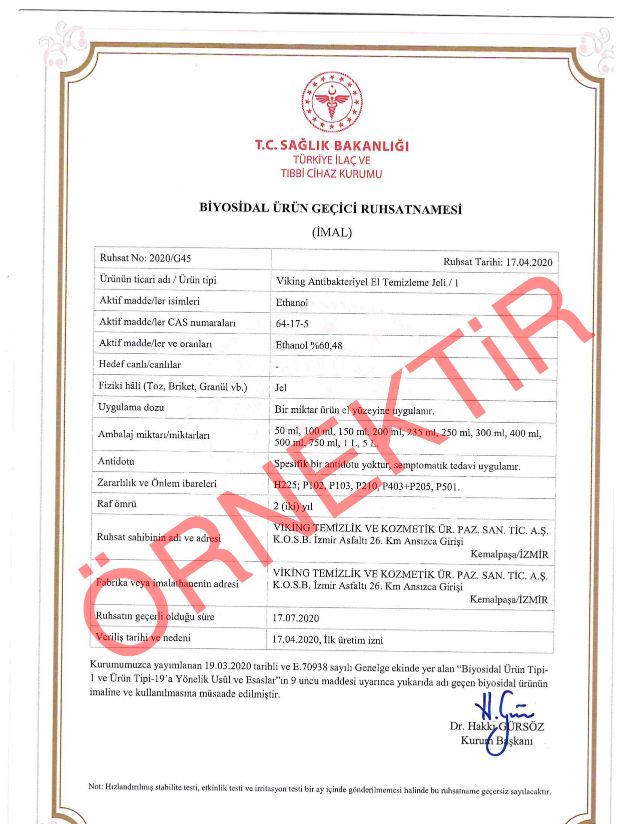 T.C. SAĞLIK BAKANLIĞI
TÜRKİYE İLAÇ VE
TIBBİ CİHAZ KURUMU
BİYOSİDAL ÜRÜN GEÇİCİ RUHSATNAMESİ
(İMAL)
Ruhsat No: 2020/G45 Ruhsat Tarihi: 17.04.2020
Ürünün ticari adı / Ürün tipi Viking Antibakteriyel El Temizleme Jeli / 1
Aktif madde/ler isimleri Ethanol
Aktif madde/ler CAS numaraları 64-17-5
Aktif madde/ler ve oranları Ethanol %60,48
Hedef canlı/canlılar -
Fiziki hâli (Toz, Briket, Granül vb.) Jel
Uygulama dozu Bir miktar ürün el yüzeyine uygulanır.
Ambalaj miktarı/miktarları 50 ml, 100 ml, 150 ml, 200 ml, 235 ml, 250 ml, 300 ml, 400 ml,
500 ml, 750 ml, 1 L, 5 L.
Antidotu Spesifik bir antidotu yoktur, semptomatik tedavi uygulanır.
Zararlılık ve Önlem ibareleri H225; P102, P103, P210, P403+P205, P501.
Raf ömrü 2 (iki) yıl
Ruhsat sahibinin adı ve adresi VİKİNG TEMİZLİK VE KOZMETİK ÜR. PAZ. SAN. TİC. A.Ş.
K.O.S.B. İzmir Asfaltı 26. Km Ansızca Girişi
Kemalpaşa/İZMİR
Fabrika veya imalathanenin adresi VİKİNG TEMİZLİK VE KOZMETİK ÜR. PAZ. SAN. TİC. A.Ş.
K.O.S.B. İzmir Asfaltı 26. Km Ansızca Girişi
Kemalpaşa/İZMİR
Ruhsatın geçerli olduğu süre 17.07.2020
Veriliş tarihi ve nedeni 17.04.2020, İlk üretim izni
Kurumumuzca yayımlanan 19.03.2020 tarihli ve E.70938 sayılı Genelge ekinde yer alan “Biyosidal Ürün Tipi-
1 ve Ürün Tipi-19’a Yönelik Usûl ve Esaslar”ın 9 uncu maddesi uyarınca yukarıda adı geçen biyosidal ürünün
imaline ve kullanılmasına müsaade edilmiştir.
H. Gür
Dr. Hakkı GÜRSÖZ
Kurum Başkanı
Not: Hızlandırılmış stabilite testi, etkinlik testi ve irritasyon testi bir ay içinde gönderilmemesi halinde bu ruhsatname geçersiz sayılacaktır.
ÖRNEKTiR